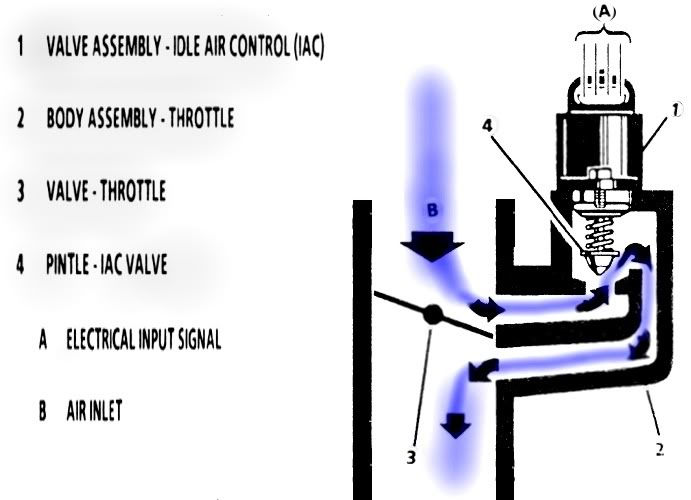 1 VALVE ASSEMBLY - IDLE AIR CONTROL (IAC)
2 BODY ASSEMBLY - THROTTLE
3 VALVE - THROTTLE
4 PINTLE - IAC VALVE
A ELECTRICAL INPUT SIGNAL
B AIR INLET
(A)
1
4
B
3
2